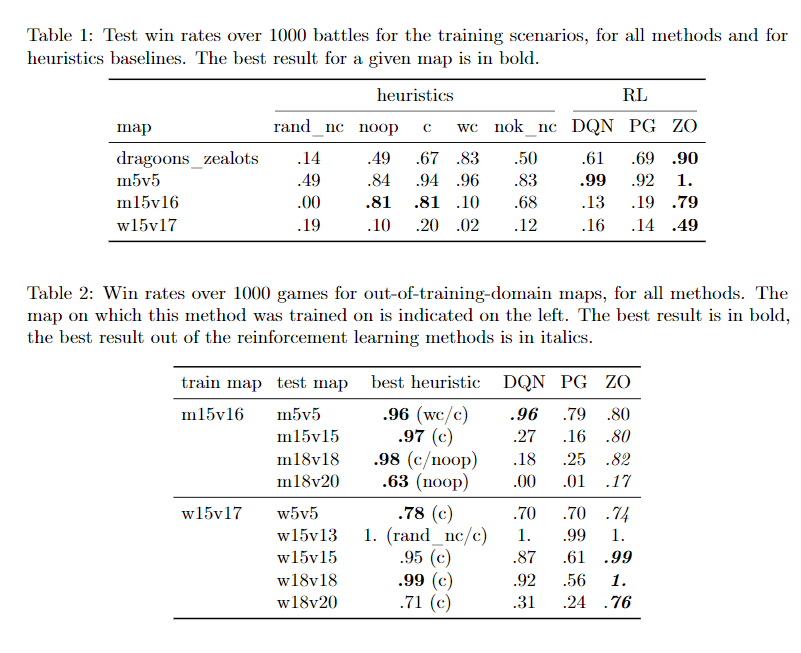 Table 1: Test win rates over 1000 battles for the training scenarios, for all methods and for
heuristics baselines. The best result for a given map is in bold.
heuristics RL
map rand_nc noop c wc nok_nc DQN PG ZO
dragoons_zealots .14 .49 .67 .83 .50 .61 .69 .90
m5v5 .49 .84 .94 .96 .83 .99 .92 1.
m15v16 .00 .81 .81 .10 .68 .13 .19 .79
w15v17 .19 .10 .20 .02 .12 .16 .14 .49
Table 2: Win rates over 1000 games for out-of-training-domain maps, for all methods. The
map on which this method was trained on is indicated on the left. The best result is in bold,
the best result out of the reinforcement learning methods is in italics.
train map test map best heuristic DQN PG ZO
m15v16 m5v5 .96 (wc/c) .96 .79 .80
m15v15 .97 (c) .27 .16 .80
m18v18 .98 (c/noop) .18 .25 .82
m18v20 .63 (noop) .00 .01 .17
w15v17 w5v5 .78 (c) .70 .70 .74
w15v13 1. (rand_nc/c) 1. .99 1.
w15v15 .95 (c) .87 .61 .99
w18v18 .99 (c) .92 .56 1.
w18v20 .71 (c) .31 .24 .76